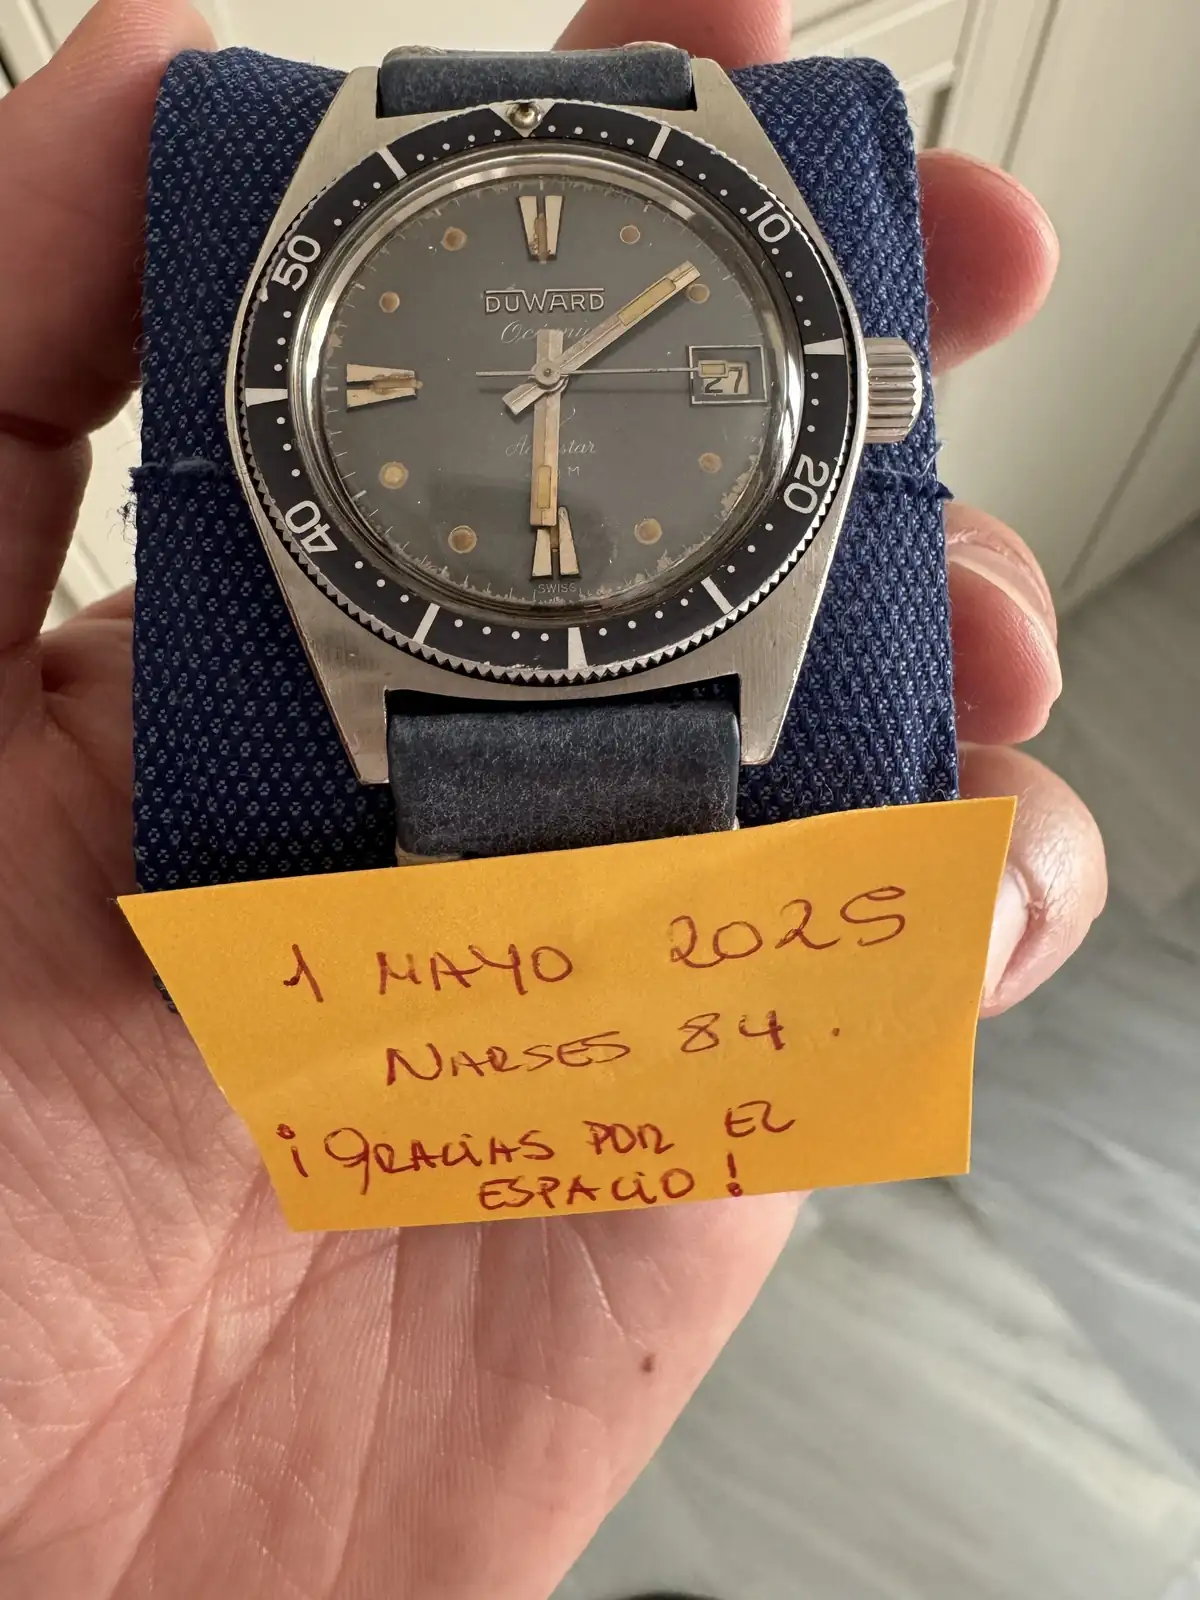 10
50
DUWARD
27
20
40
SWISS
1 MAYO 2025
NARSES 84.
¡GRACIAS POR EL
ESPACIO!